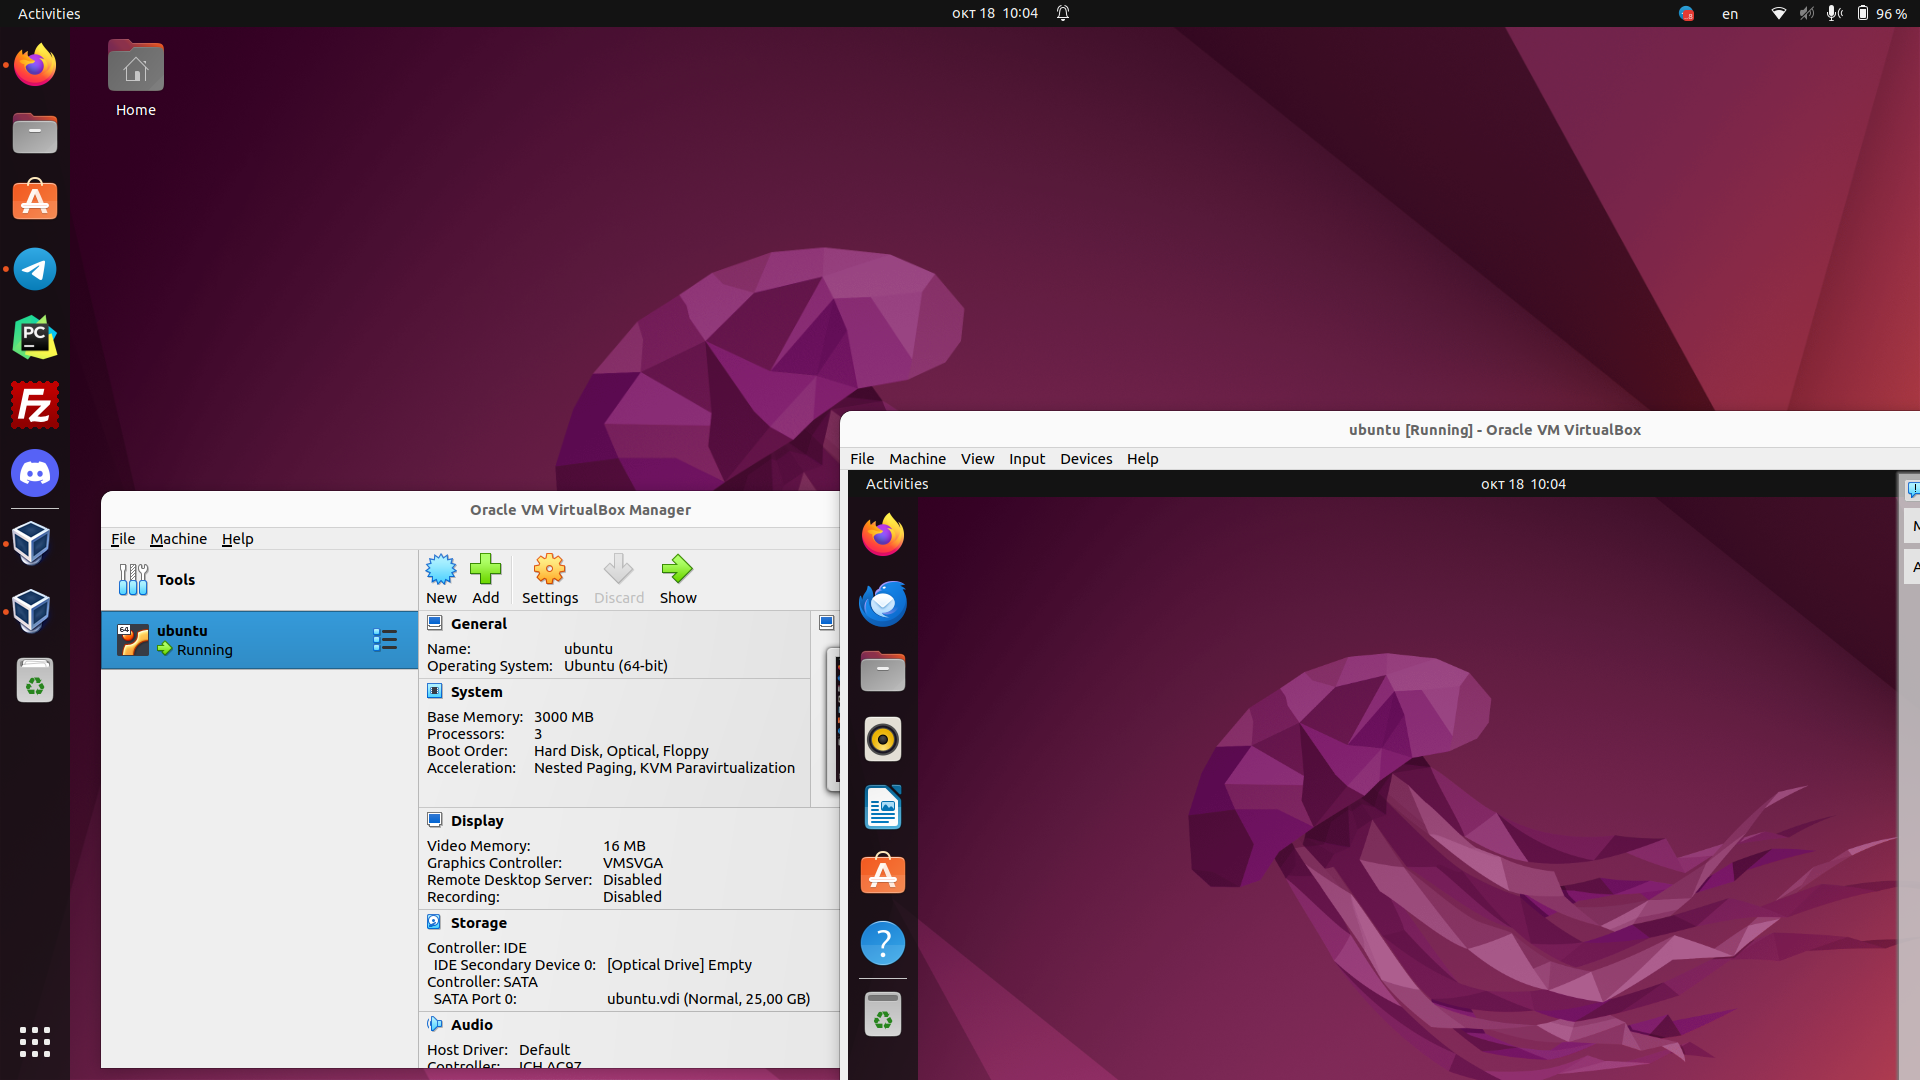 Activities
окт 18 10:04
en
96 %
Home
PC
Fz
Oracle VM VirtualBox Manager
File Machine Help
Tools
64
ubuntu
Running
New Add Settings Discard Show
General
Name: ubuntu
Operating System: Ubuntu (64-bit)
System
Base Memory: 3000 MB
Processors: 3
Boot Order: Hard Disk, Optical, Floppy
Acceleration: Nested Paging, KVM Paravirtualization
Display
Video Memory: 16 MB
Graphics Controller: VMSVGA
Remote Desktop Server: Disabled
Recording: Disabled
Storage
Controller: IDE
IDE Secondary Device 0: [Optical Drive] Empty
Controller: SATA
SATA Port 0: ubuntu.vdi (Normal, 25,00 GB)
Audio
Host Driver: Default
Controller: ICH AC97
ubuntu [Running] - Oracle VM VirtualBox
File Machine View Input Devices Help
Activities
окт 18 10:04